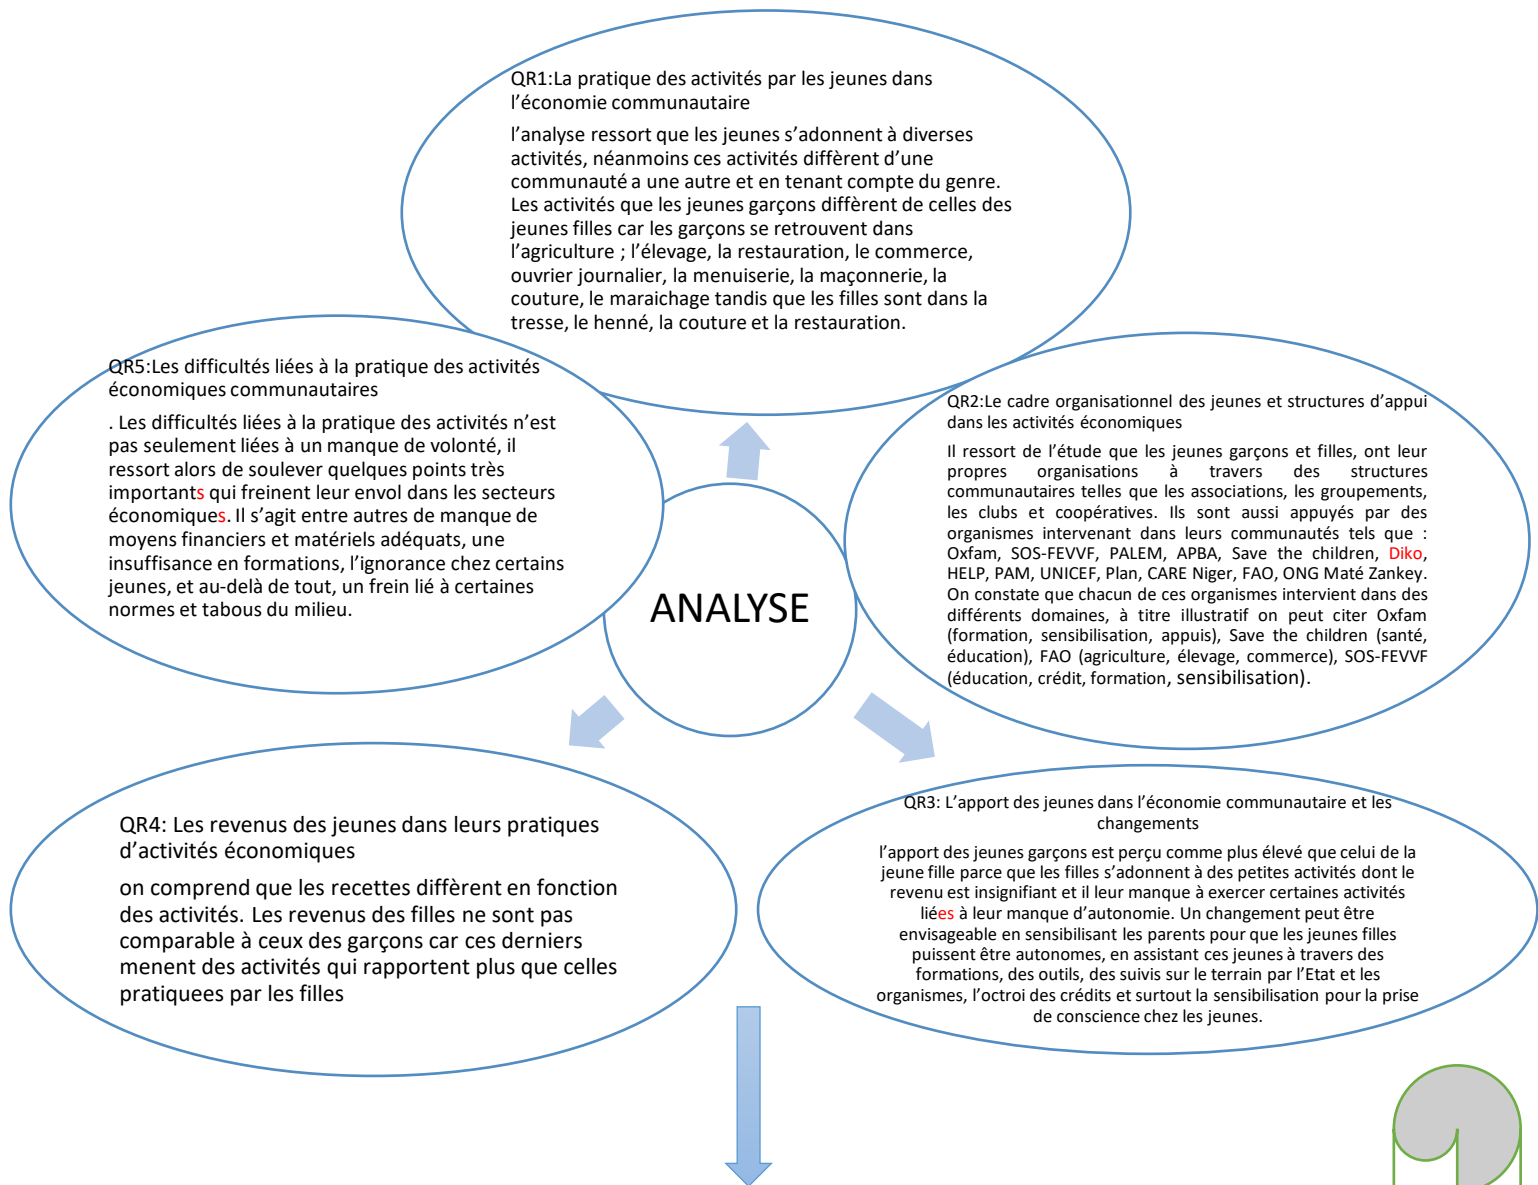 QR1:La pratique des activités par les jeunes dans
l’économie communautaire
l’analyse ressort que les jeunes s’adonnent à diverses
activités, néanmoins ces activités diffèrent d’une
communauté a une autre et en tenant compte du genre.
Les activités que les jeunes garçons diffèrent de celles des
jeunes filles car les garçons se retrouvent dans
l’agriculture ; l’élevage, la restauration, le commerce,
ouvrier journalier, la menuiserie, la maçonnerie, la
couture, le maraichage tandis que les filles sont dans la
tresse, le henné, la couture et la restauration.
QR5:Les difficultés liées à la pratique des activités
économiques communautaires
. Les difficultés liées à la pratique des activités n’est
pas seulement liées à un manque de volonté, il
ressort alors de soulever quelques points très
importants qui freinent leur envol dans les secteurs
économiques. Il s’agit entre autres de manque de
moyens financiers et matériels adéquats, une
insuffisance en formations, l’ignorance chez certains
jeunes, et au-delà de tout, un frein lié à certaines
normes et tabous du milieu.
QR2:Le cadre organisationnel des jeunes et structures d’appui
dans les activités économiques
Il ressort de l’étude que les jeunes garçons et filles, ont leur
propres organisations à travers des structures
communautaires telles que les associations, les groupements,
les clubs et coopératives. Ils sont aussi appuyés par des
organismes intervenant dans leurs communautés tels que :
Oxfam, SOS-FEVVF, PALEM, APBA, Save the children, Diko,
HELP, PAM, UNICEF, Plan, CARE Niger, FAO, ONG Maté Zankey.
On constate que chacun de ces organismes intervient dans des
différents domaines, à titre illustratif on peut citer Oxfam
(formation, sensibilisation, appuis), Save the children (santé,
éducation), FAO (agriculture, élevage, commerce), SOS-FEVVF
(éducation, crédit, formation, sensibilisation).
ANALYSE
QR4: Les revenus des jeunes dans leurs pratiques
d’activités économiques
on comprend que les recettes diffèrent en fonction
des activités. Les revenus des filles ne sont pas
comparable à ceux des garçons car ces derniers
menent des activités qui rapportent plus que celles
pratiquees par les filles
QR3: L’apport des jeunes dans l’économie communautaire et les
changements
l’apport des jeunes garçons est perçu comme plus élevé que celui de la
jeune fille parce que les filles s’adonnent à des petites activités dont le
revenu est insignifiant et il leur manque à exercer certaines activités
liées à leur manque d’autonomie. Un changement peut être
envisageable en sensibilisant les parents pour que les jeunes filles
puissent être autonomes, en assistant ces jeunes à travers des
formations, des outils, des suivis sur le terrain par l’Etat et les
organismes, l’octroi des crédits et surtout la sensibilisation pour la prise
de conscience chez les jeunes.